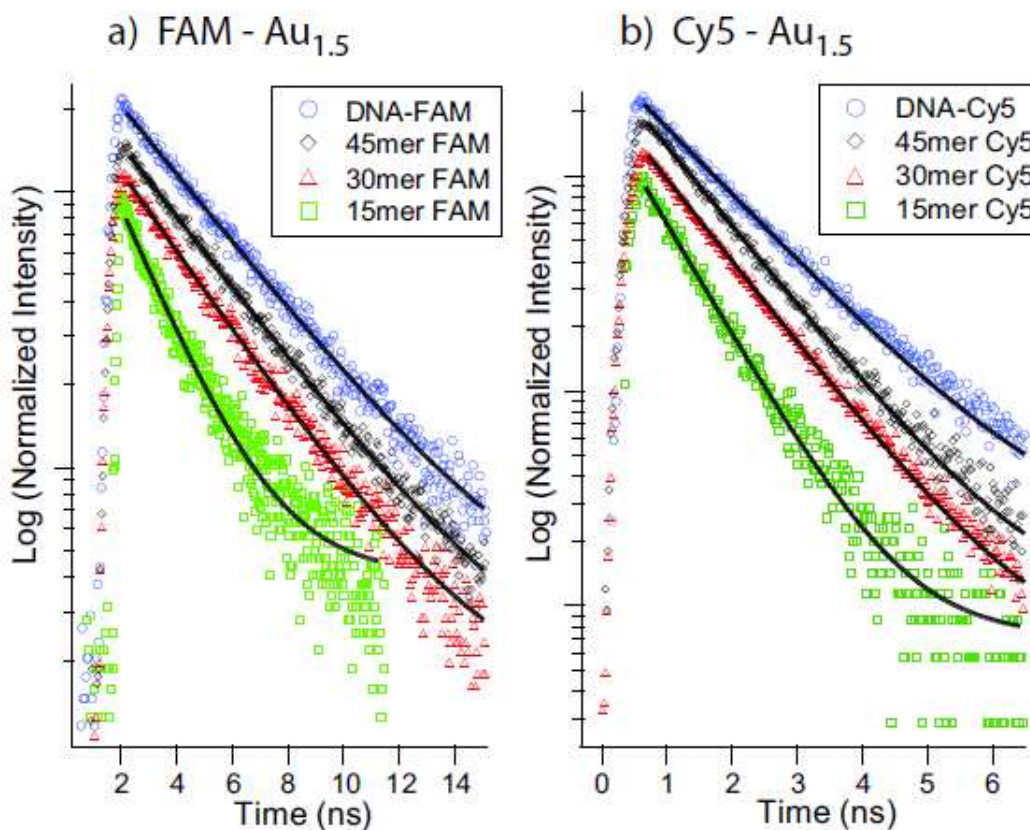 a) FAM - Au1.5
DNA-FAM
45mer FAM
30mer FAM
15mer FAM
Log (Normalized Intensity)
2 4 6 8 10 12 14
Time (ns)
b) Cy5 - Au1.5
DNA-Cy5
45mer Cy5
30mer Cy5
15mer Cy5
Log (Normalized Intensity)
0 1 2 3 4 5 6
Time (ns)